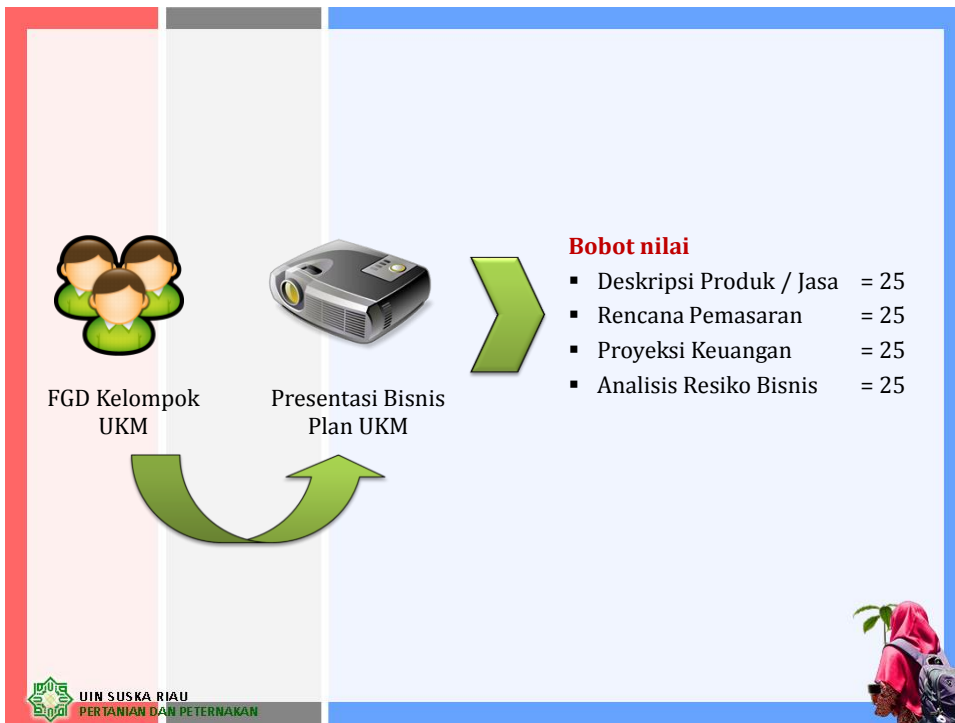 Bobot nilai
▪ Deskripsi Produk / Jasa = 25
▪ Rencana Pemasaran = 25
▪ Proyeksi Keuangan = 25
▪ Analisis Resiko Bisnis = 25
FGD Kelompok
UKM
Presentasi Bisnis
Plan UKM
UIN SUSKA RIAU
PERTANIAN DAN PETERNAKAN